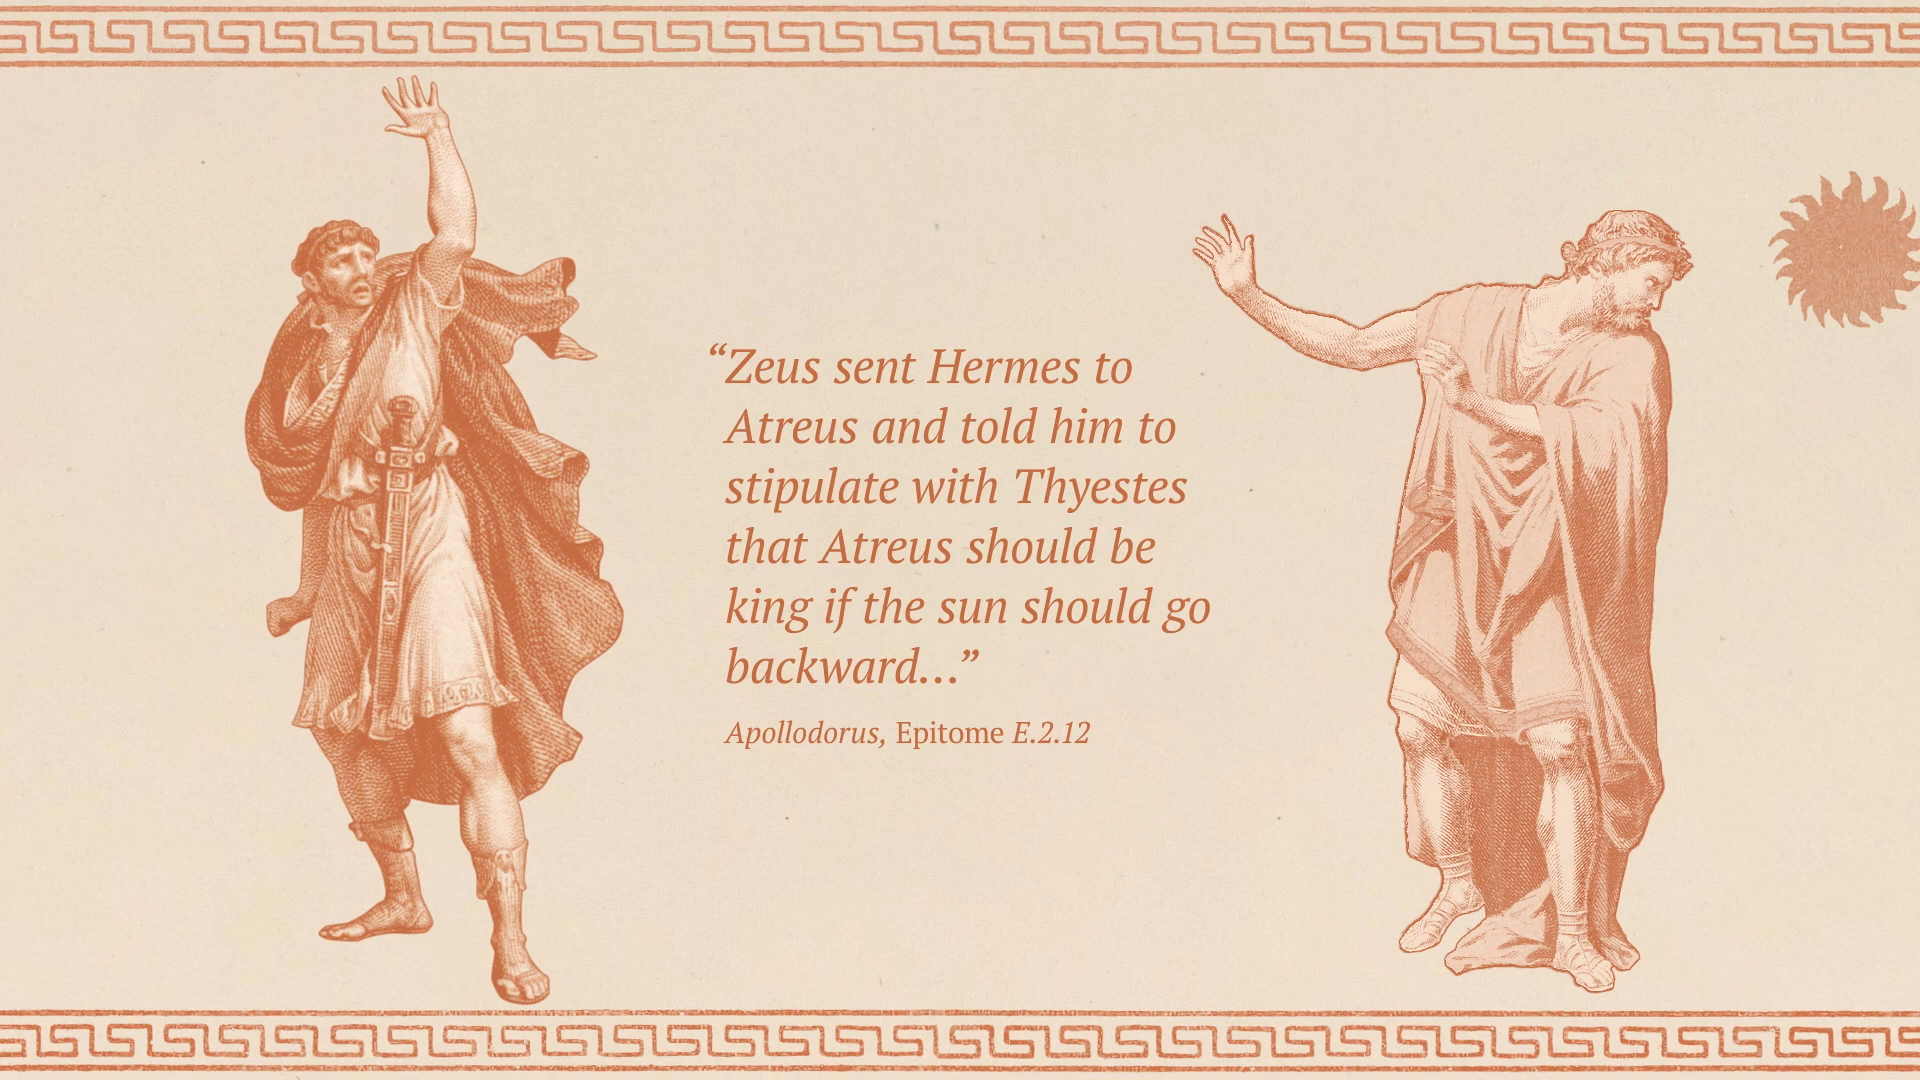 “Zeus sent Hermes to
Atreus and told him to
stipulate with Thyestes
that Atreus should be
king if the sun should go
backward...”
Apollodorus, Epitome E.2.12